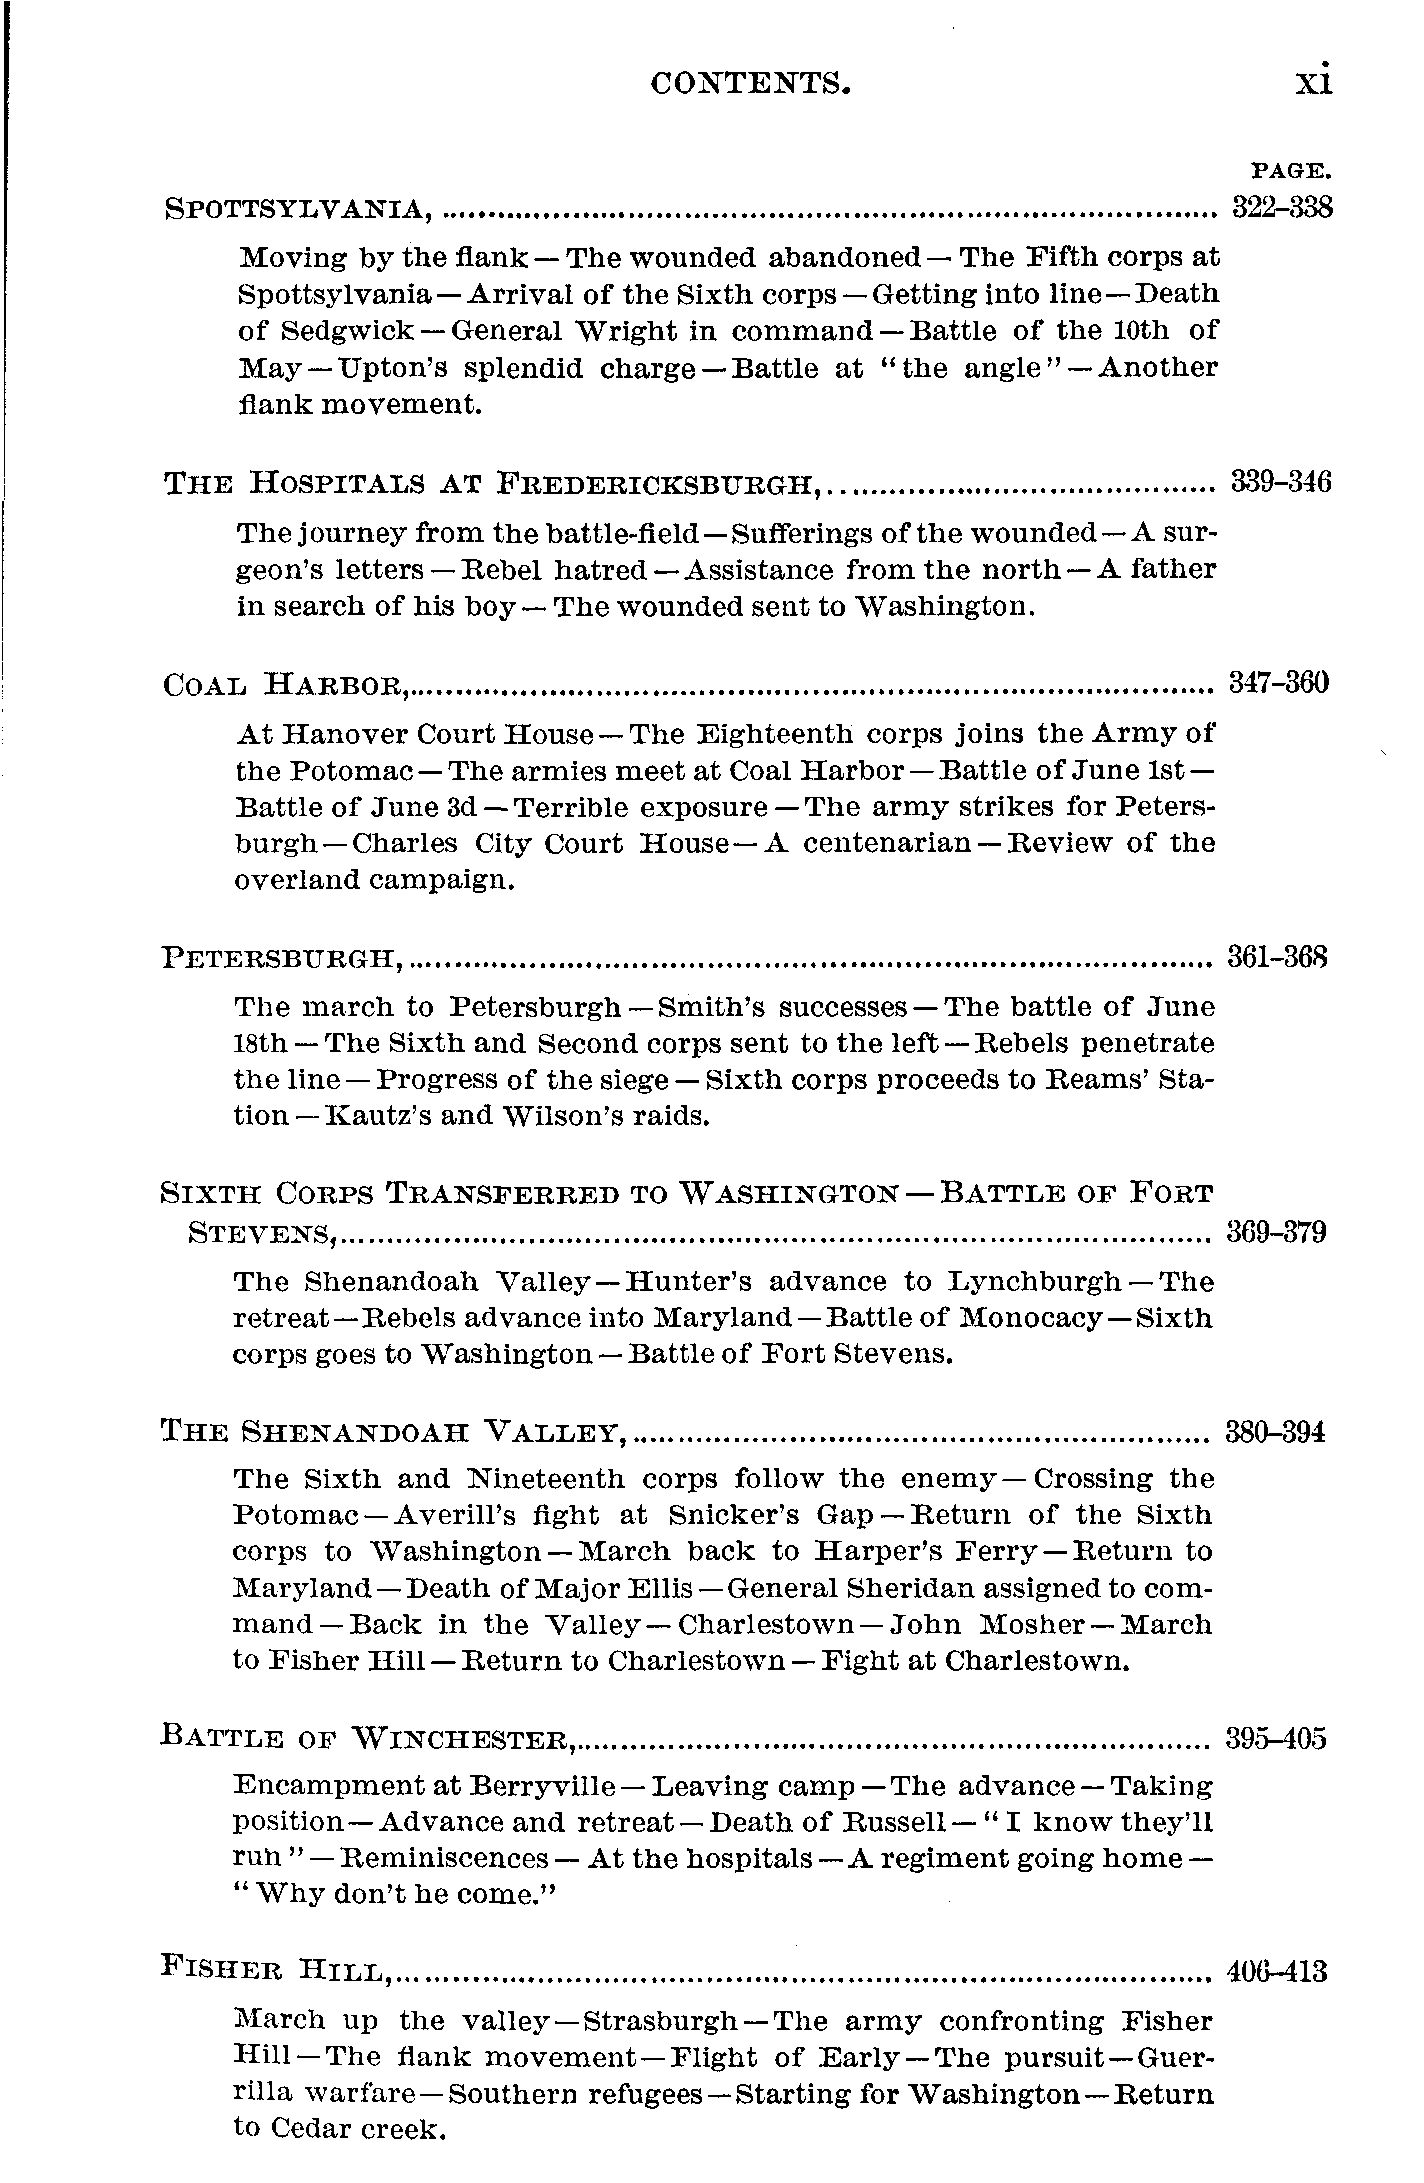 CONTENTS. xi
PAGE.
SPOTTSYLVANIA, ........................................ 322–338
Moving by the flank — The wounded abandoned — The Fifth corps at
Spottsylvania — Arrival of the Sixth corps — Getting into line — Death
of Sedgwick — General Wright in command — Battle of the 10th of
May — Upton's splendid charge — Battle at "the angle" — Another
flank movement.
THE HOSPITALS AT FREDERICKSBURGH, ........................................ 339–346
The journey from the battle-field — Sufferings of the wounded — A sur-
geon's letters — Rebel hatred — Assistance from the north — A father
in search of his boy — The wounded sent to Washington.
COAL HARBOR, ........................................ 347–360
At Hanover Court House — The Eighteenth corps joins the Army of
the Potomac — The armies meet at Coal Harbor — Battle of June 1st —
Battle of June 3d — Terrible exposure — The army strikes for Peters-
burgh — Charles City Court House — A centenarian — Review of the
overland campaign.
PETERSBURGH, ........................................ 361–368
The march to Petersburgh — Smith's successes — The battle of June
18th — The Sixth and Second corps sent to the left — Rebels penetrate
the line — Progress of the siege — Sixth corps proceeds to Reams' Sta-
tion — Kautz's and Wilson's raids.
SIXTH CORPS TRANSFERRED TO WASHINGTON — BATTLE OF FORT
STEVENS, ........................................ 369–379
The Shenandoah Valley — Hunter's advance to Lynchburgh — The
retreat — Rebels advance into Maryland — Battle of Monocacy — Sixth
corps goes to Washington — Battle of Fort Stevens.
THE SHENANDOAH VALLEY, ........................................ 380–394
The Sixth and Nineteenth corps follow the enemy — Crossing the
Potomac — Averill's fight at Snicker's Gap — Return of the Sixth
corps to Washington — March back to Harper's Ferry — Return to
Maryland — Death of Major Ellis — General Sheridan assigned to com-
mand — Back in the Valley — Charlestown — John Mosher — March
to Fisher Hill — Return to Charlestown — Fight at Charlestown.
BATTLE OF WINCHESTER, ........................................ 395–405
Encampment at Berryville — Leaving camp — The advance — Taking
position — Advance and retreat — Death of Russell — "I know they'll
run" — Reminiscences — At the hospitals — A regiment going home —
"Why don't he come."
FISHER HILL, ........................................ 406–413
March up the valley — Strasburgh — The army confronting Fisher
Hill — The flank movement — Flight of Early — The pursuit — Guer-
rilla warfare — Southern refugees — Starting for Washington — Return
to Cedar creek.